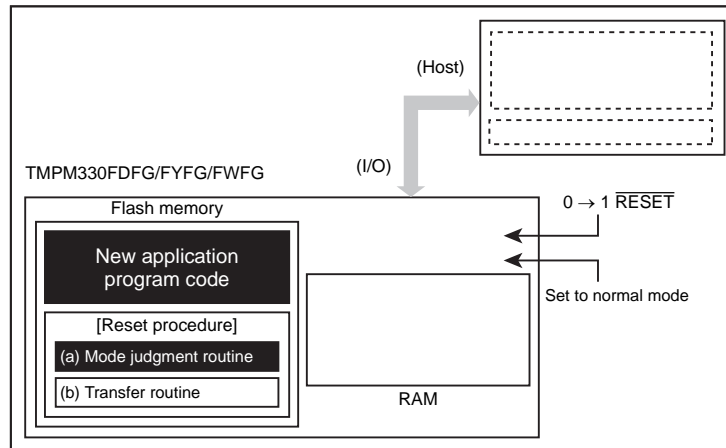 (Host)
(I/O)
TMPM330FDFG/FYFG/FWFG
Flash memory
0 → 1 RESET
New application
program code
Set to normal mode
[Reset procedure]
(a) Mode judgment routine
(b) Transfer routine
RAM